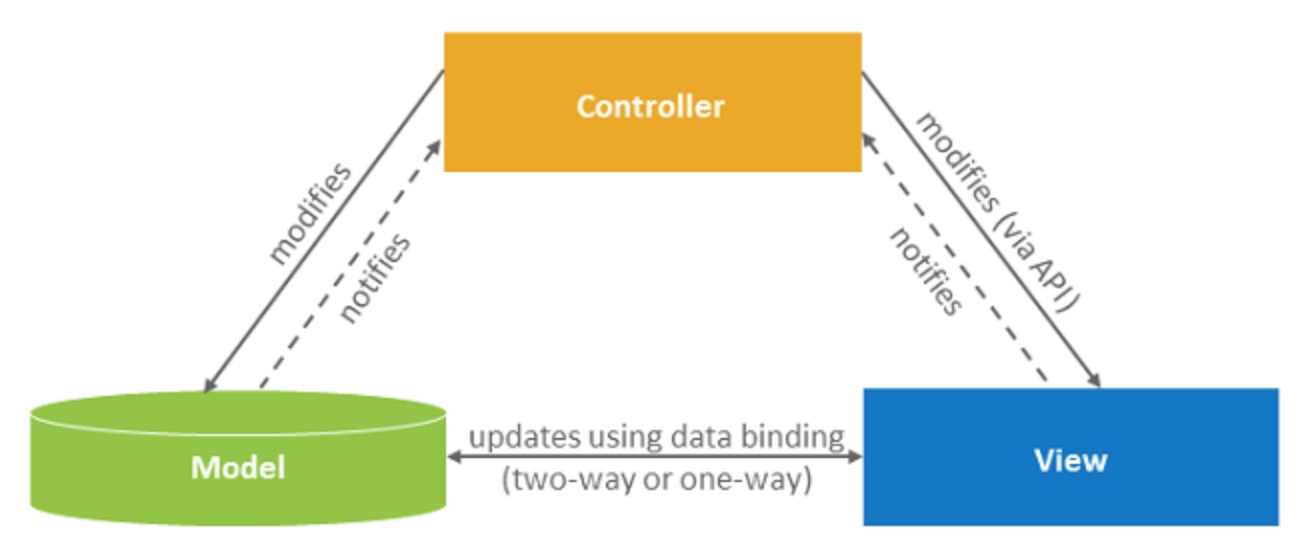 Controller
modifies
notifies
modifies (via API)
notifies
updates using data binding
(two-way or one-way)
Model
View